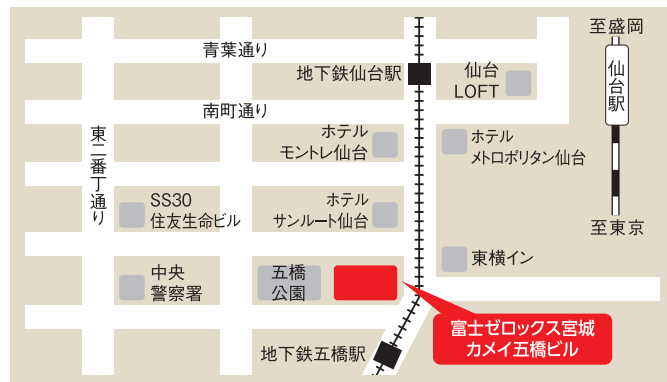 至盛岡
青葉通り
地下鉄仙台駅
仙台
LOFT
仙台駅
南町通り
ホテル
モントレ仙台
ホテル
メトロポリタン仙台
東二番丁通り
SS30
住友生命ビル
ホテル
サンルート仙台
至東京
東横イン
中央
警察署
五橋
公園
富士ゼロックス宮城
カメイ五橋ビル
地下鉄五橋駅